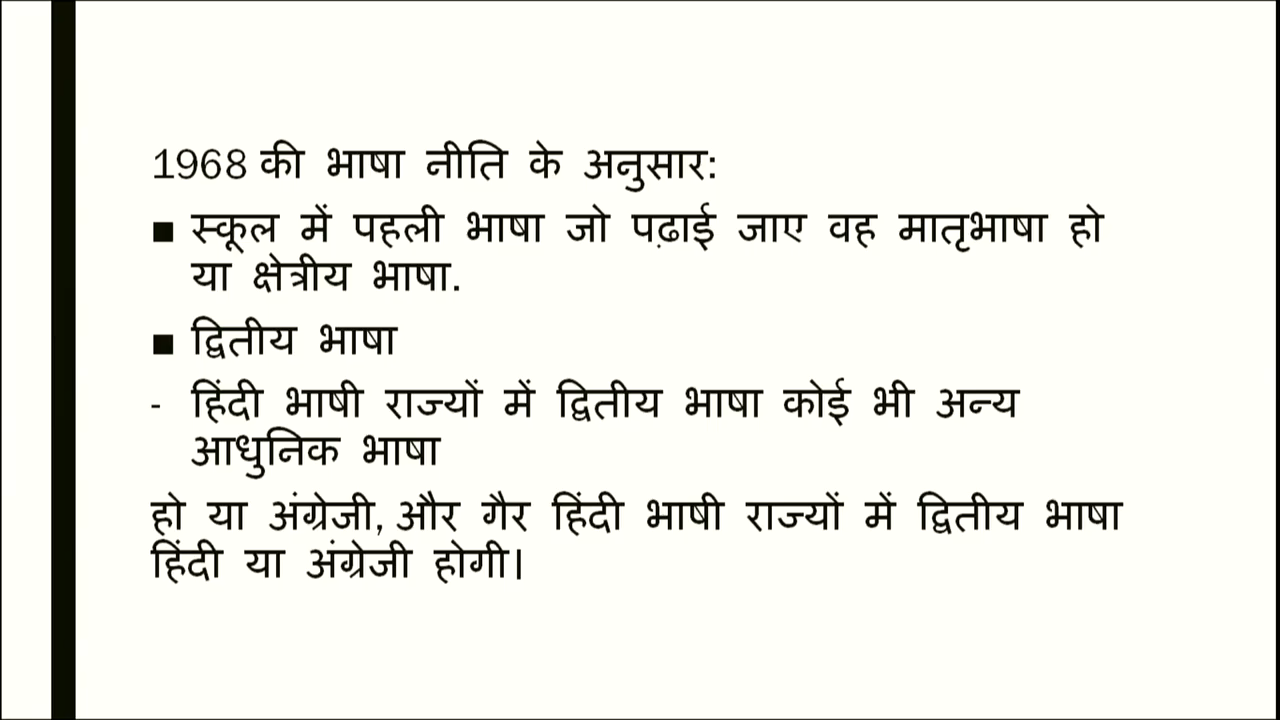 1968 की भाषा नीति के अनुसार:
■ स्कूल में पहली भाषा जो पढ़ाई जाए वह मातृभाषा हो
या क्षेत्रीय भाषा.
■ द्वितीय भाषा
- हिंदी भाषी राज्यों में द्वितीय भाषा कोई भी अन्य
आधुनिक भाषा
हो या अंग्रेजी, और गैर हिंदी भाषी राज्यों में द्वितीय भाषा
हिंदी या अंग्रेजी होगी।